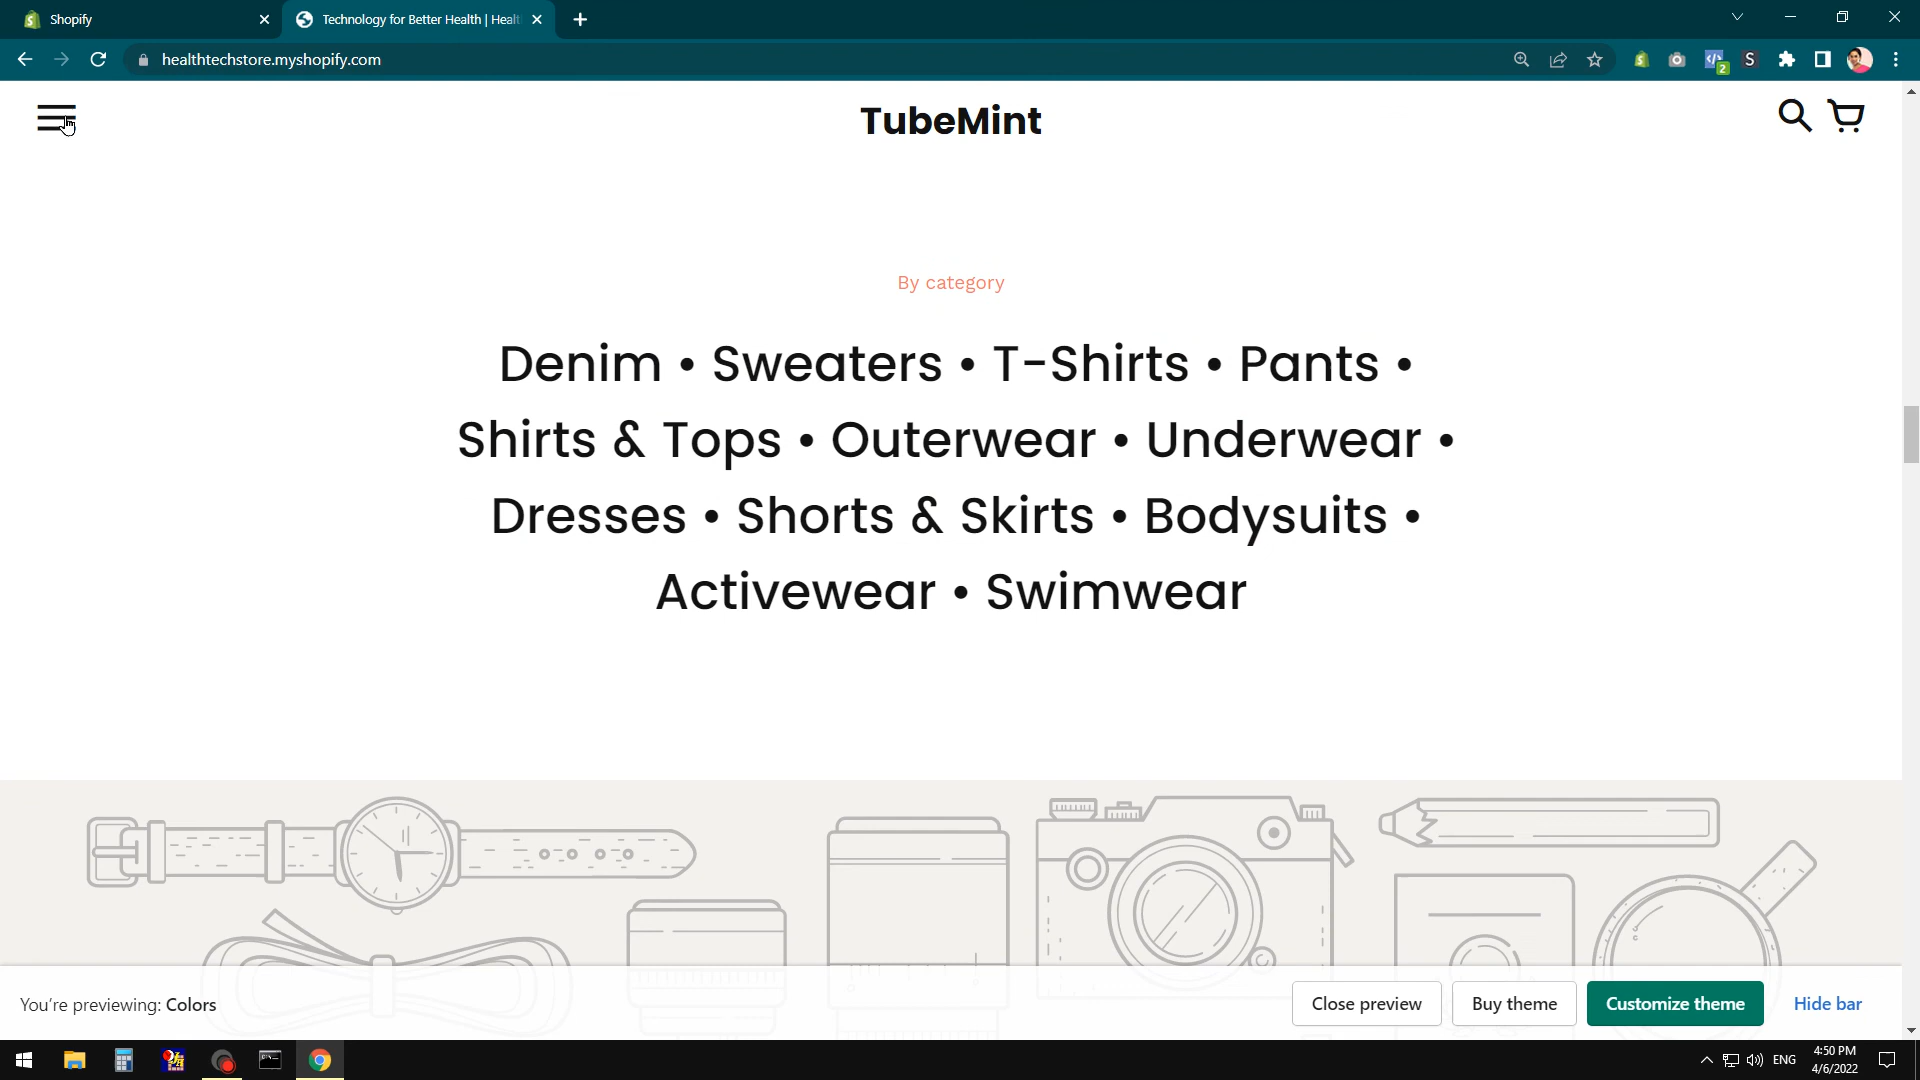 Shopify
Technology for Better Health | Healt
healthtechstore.myshopify.com
2
S
TubeMint
By category
Denim • Sweaters • T-Shirts • Pants •
Shirts & Tops • Outerwear • Underwear •
Dresses • Shorts & Skirts • Bodysuits •
Activewear • Swimwear
You're previewing: Colors
Close preview
Buy theme
Customize theme
Hide bar
ENG
4:50 PM
4/6/2022